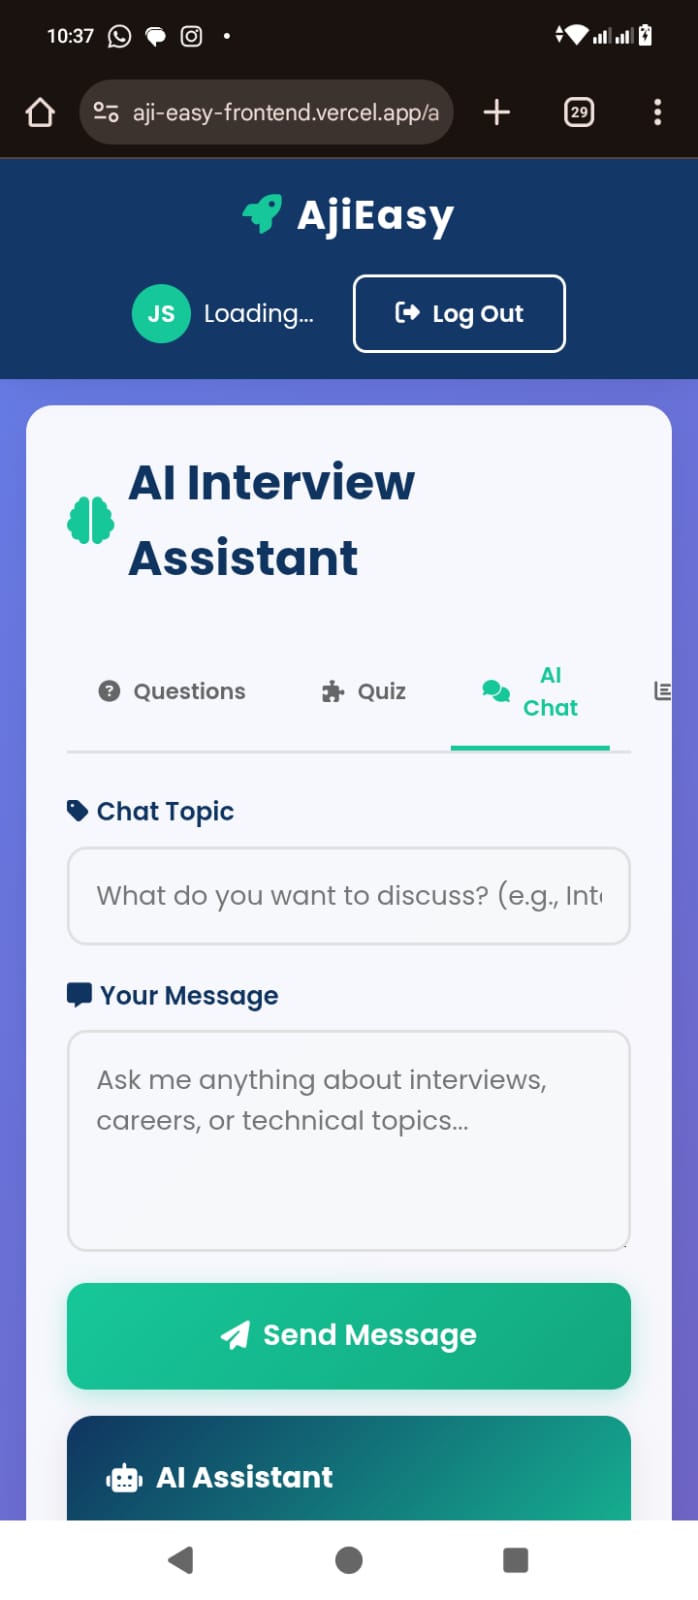 10:37
aji-easy-frontend.vercel.app/a
29
AjiEasy
JS Loading...
Log Out
AI Interview
Assistant
Questions
Quiz
AI
Chat
Chat Topic
What do you want to discuss? (e.g., Inte
Your Message
Ask me anything about interviews,
careers, or technical topics...
Send Message
AI Assistant